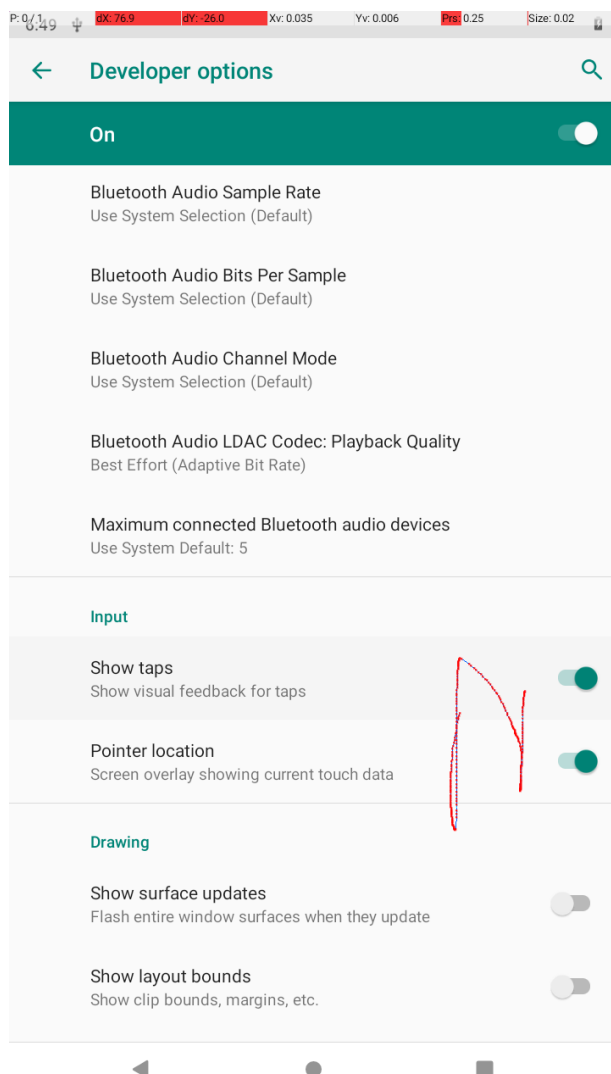 P: 0 / 1 dX: 76.9 dY: -26.0 Xv: 0.035 Yv: 0.006 Prs: 0.25 Size: 0.02
6:49
Developer options
On
Bluetooth Audio Sample Rate
Use System Selection (Default)
Bluetooth Audio Bits Per Sample
Use System Selection (Default)
Bluetooth Audio Channel Mode
Use System Selection (Default)
Bluetooth Audio LDAC Codec: Playback Quality
Best Effort (Adaptive Bit Rate)
Maximum connected Bluetooth audio devices
Use System Default: 5
Input
Show taps
Show visual feedback for taps
N
Pointer location
Screen overlay showing current touch data
Drawing
Show surface updates
Flash entire window surfaces when they update
Show layout bounds
Show clip bounds, margins, etc.